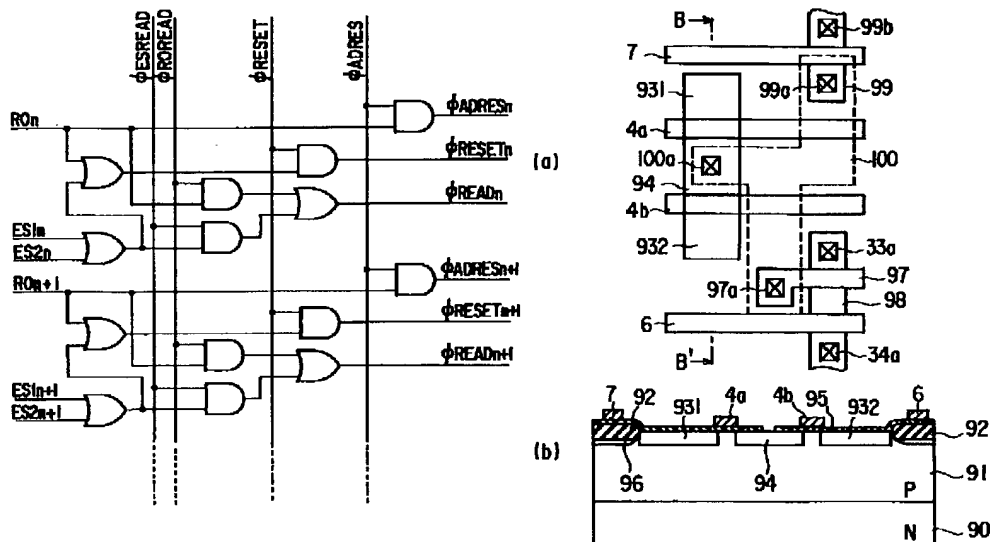 φESREAD
φROREAD
φRESET
φADRES
ROn
φADRESn
φRESETn
φREADn
ES1n
ES2n
ROn+1
φADRESn+1
φRESETn+1
φREADn+1
ES1n+1
ES2n+1
(a)
B
7
99b
931
99a
99
4a
100a
100
94
4b
932
33a
97
97a
98
6
B'
34a
(b)
7
92
931
4a
4b
95
932
6
92
96
94
91
P
N
90